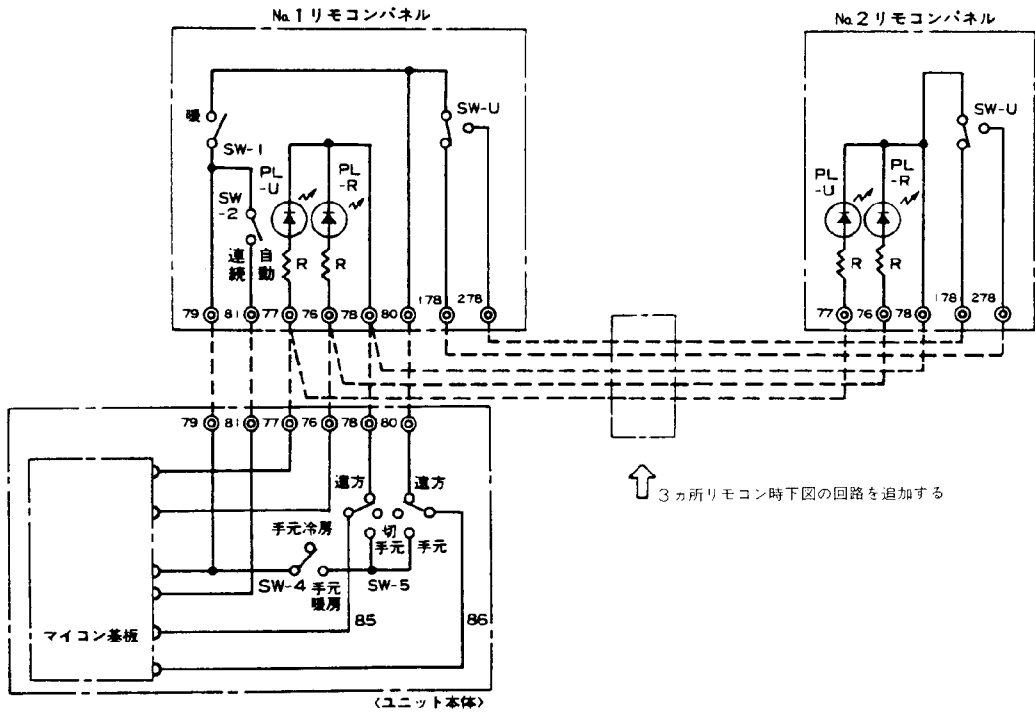 No.1リモコンパネル
No.2リモコンパネル
暖
SW-1
SW-U
SW
-2
PL
-U
PL
-R
連続
自動
R
R
79
81
77
76
78
80
178
278
SW-U
PL
-U
PL
-R
R
R
77
76
78
178
278
79
81
77
76
78
80
3ヵ所リモコン時下図の回路を追加する
遠方
遠方
手元冷房
切
手元
手元
SW-4
手元
暖房
SW-5
85
86
マイコン基板
〈ユニット本体〉